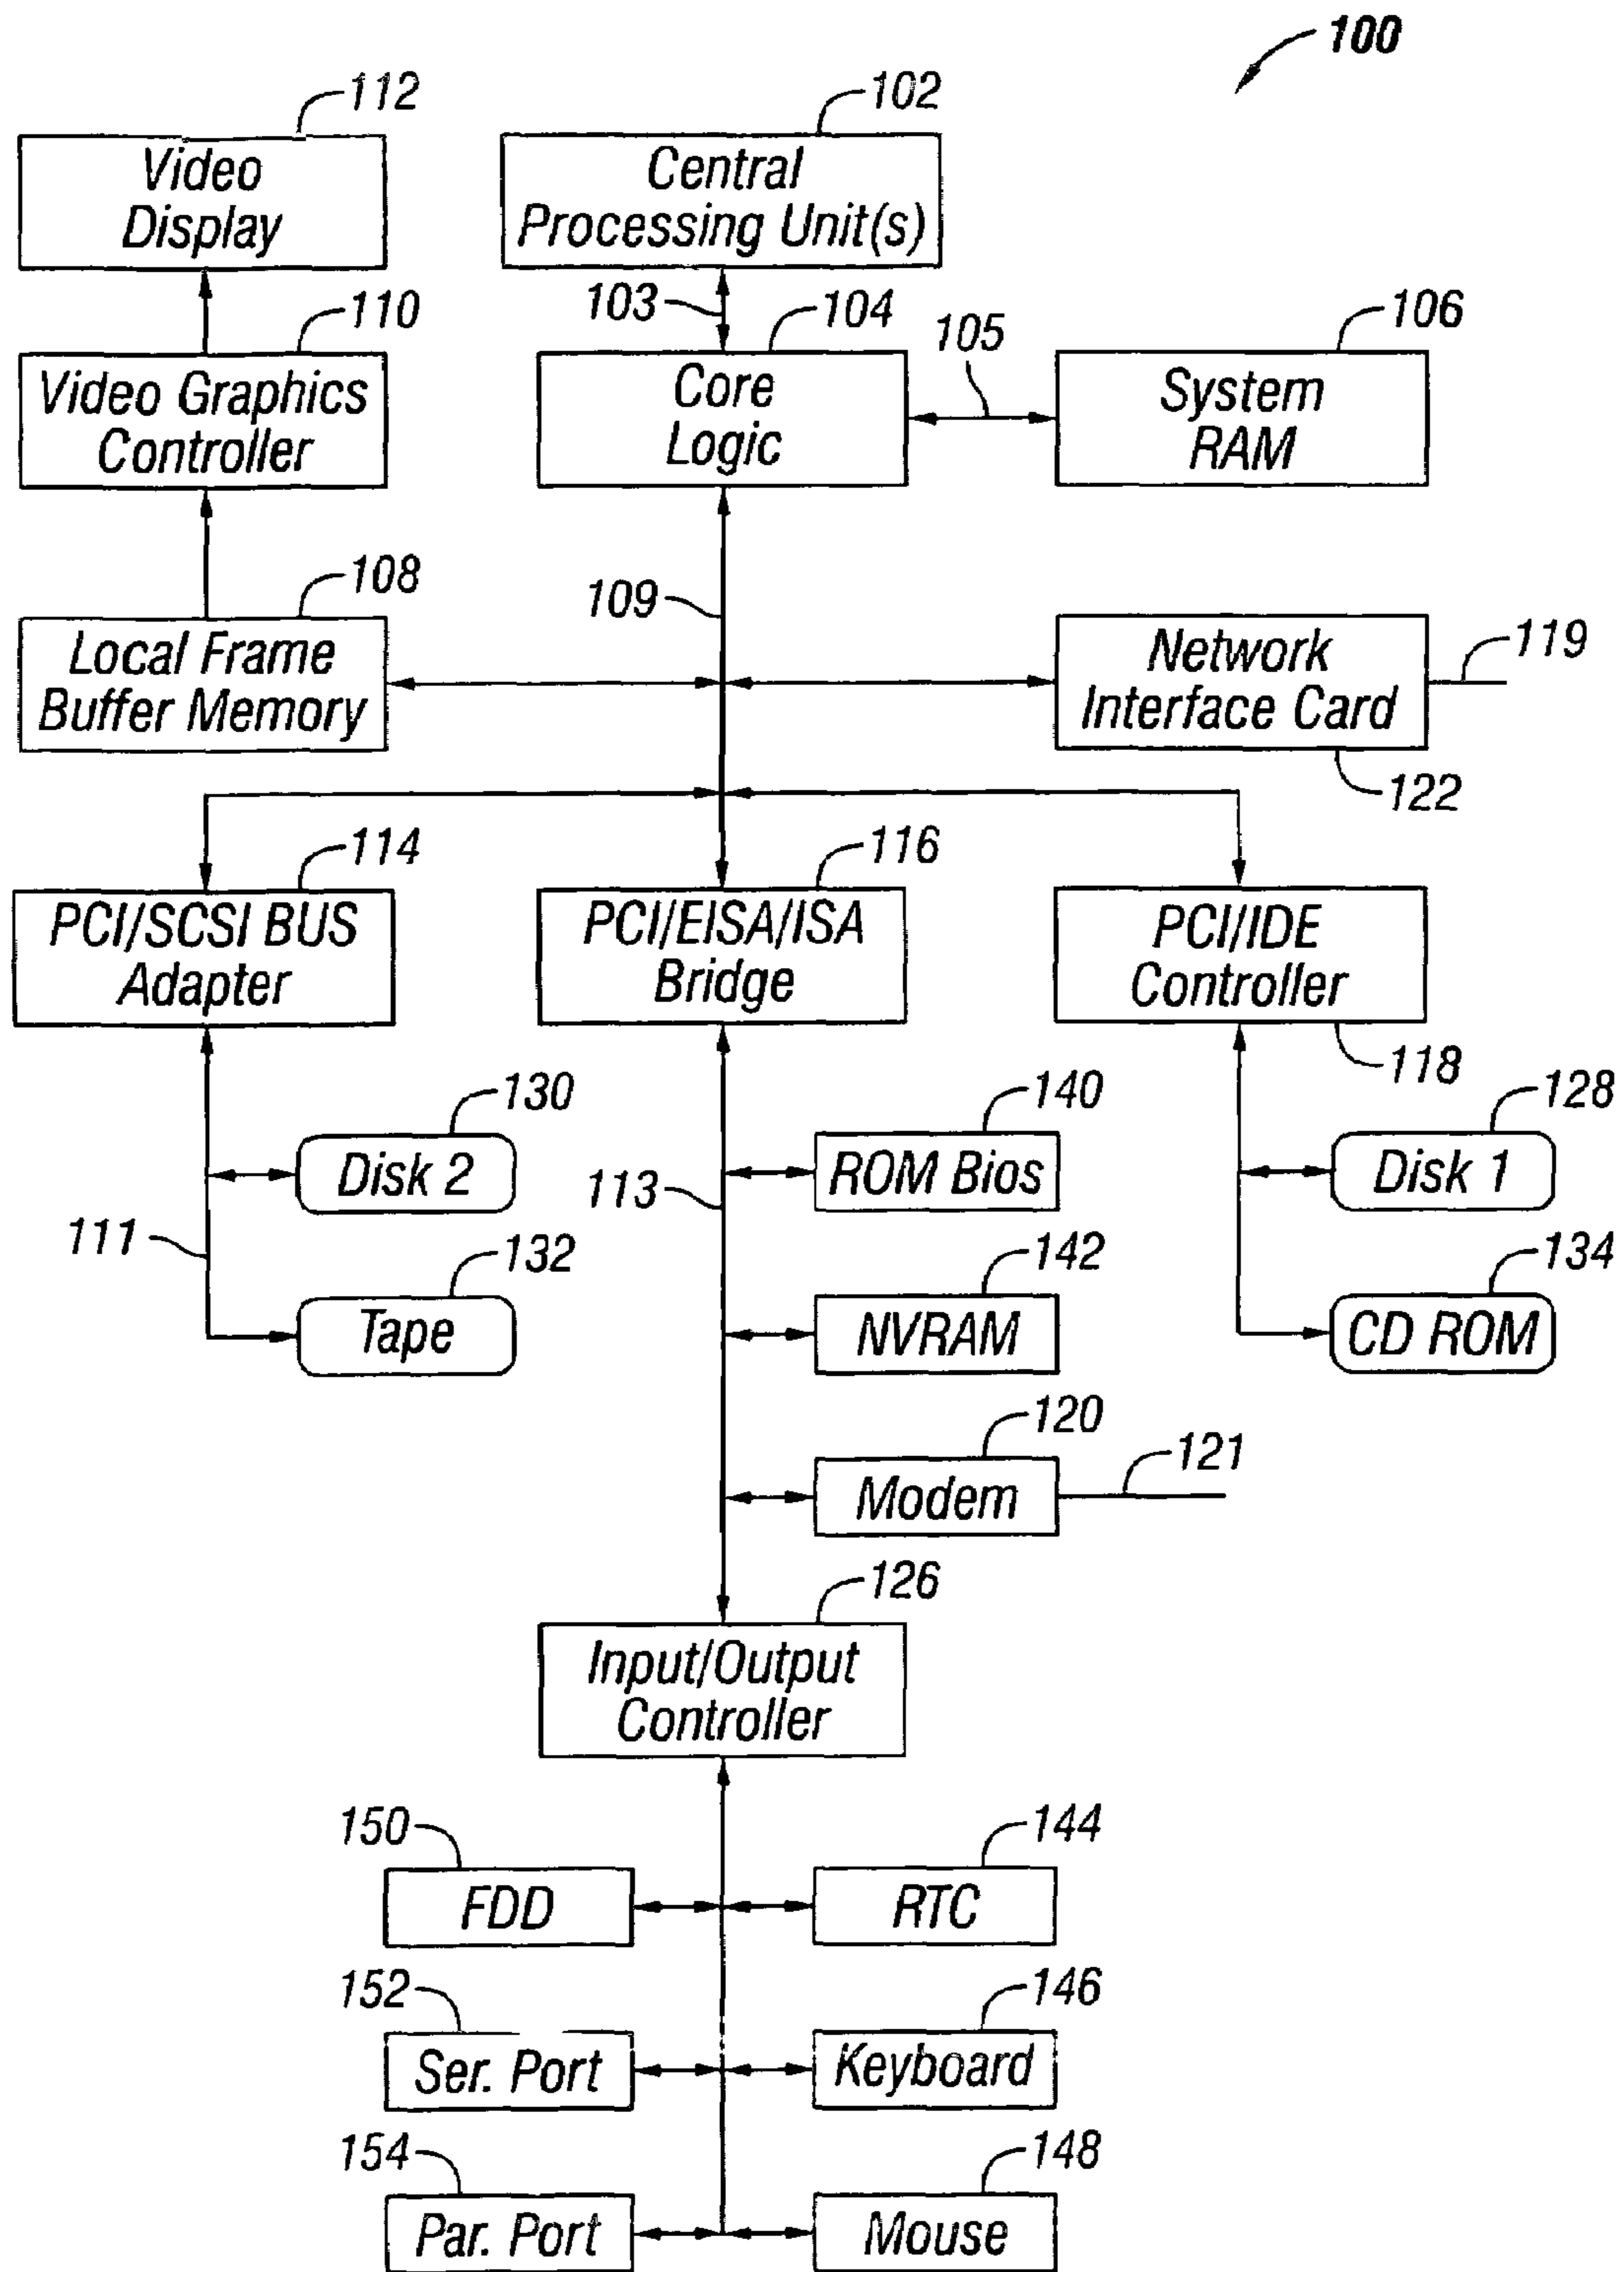 100
112
102
Video
Display
Central
Processing Unit(s)
103
110
104
105
106
Video Graphics
Controller
Core
Logic
System
RAM
108
109
Local Frame
Buffer Memory
Network
Interface Card
119
122
114
116
PCI/SCSI BUS
Adapter
PCI/EISA/ISA
Bridge
PCI/IDE
Controller
118
130
140
128
Disk 2
ROM Bios
Disk 1
111
113
132
142
134
Tape
NVRAM
CD ROM
120
121
Modem
126
Input/Output
Controller
150
144
FDD
RTC
152
146
Ser. Port
Keyboard
154
148
Par. Port
Mouse